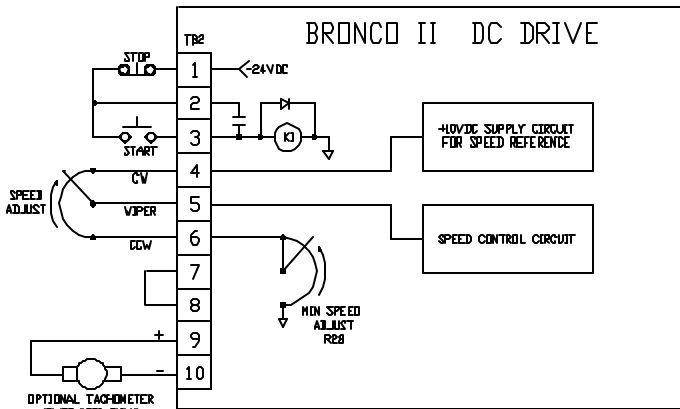 BRONCO II DC DRIVE
TB2
STOP
1
-24VDC
2
3
K1
START
+10VDC SUPPLY CIRCUIT
FOR SPEED REFERENCE
4
CW
SPEED
ADJUST
5
WIPER
6
CCW
SPEED CONTROL CIRCUIT
7
8
MIN SPEED
ADJUST
R28
9
+
10
-
OPTIONAL TACHOMETER